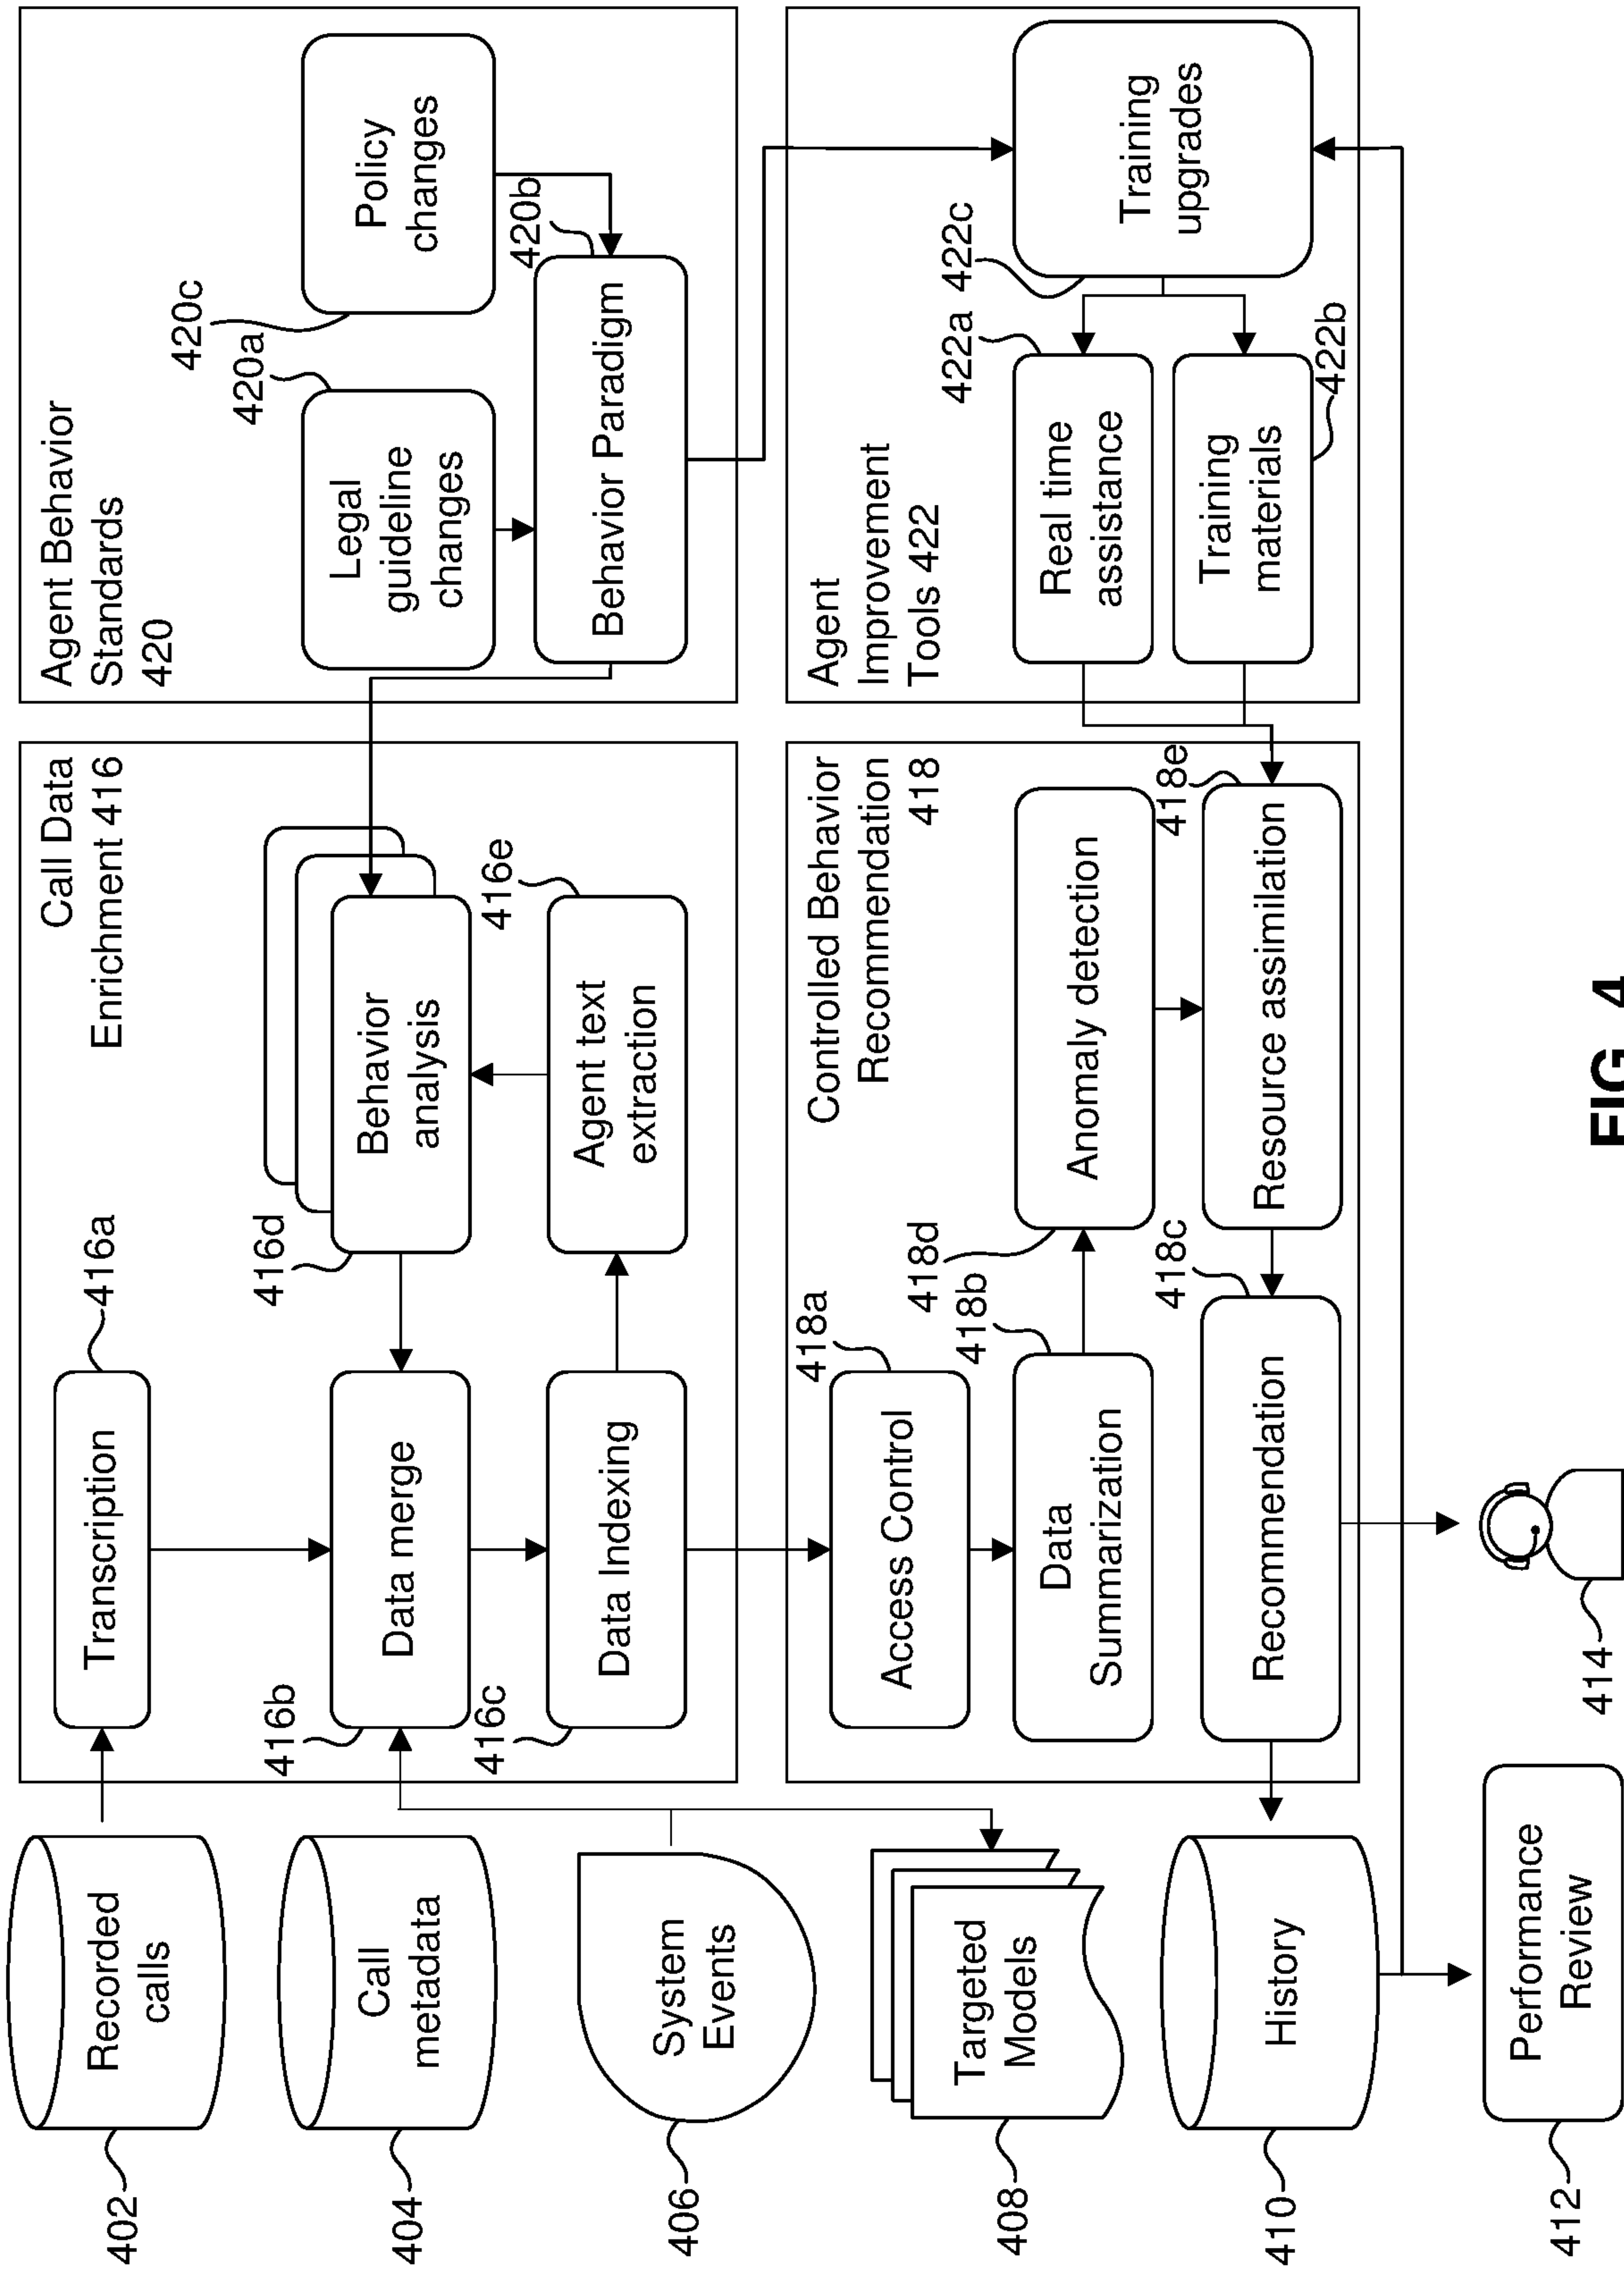 402
Recorded
calls
404
Call
metadata
406
System
Events
408
Targeted
Models
410
History
412
Performance
Review
414
Call Data
Enrichment 416
Transcription
416a
416b
Data merge
416c
Data Indexing
416d
Behavior
analysis
416e
Agent text
extraction
Controlled Behavior
Recommendation
418
418a
Access Control
418b
Data
Summarization
418d
Anomaly detection
418c
Recommendation
418e
Resource assimilation
Agent Behavior
Standards
420
420a
Legal
guideline
changes
420c
Policy
changes
420b
Behavior Paradigm
Agent
Improvement
Tools 422
422a
Real time
assistance
422b
Training
materials
422c
Training
upgrades
FIG. 4